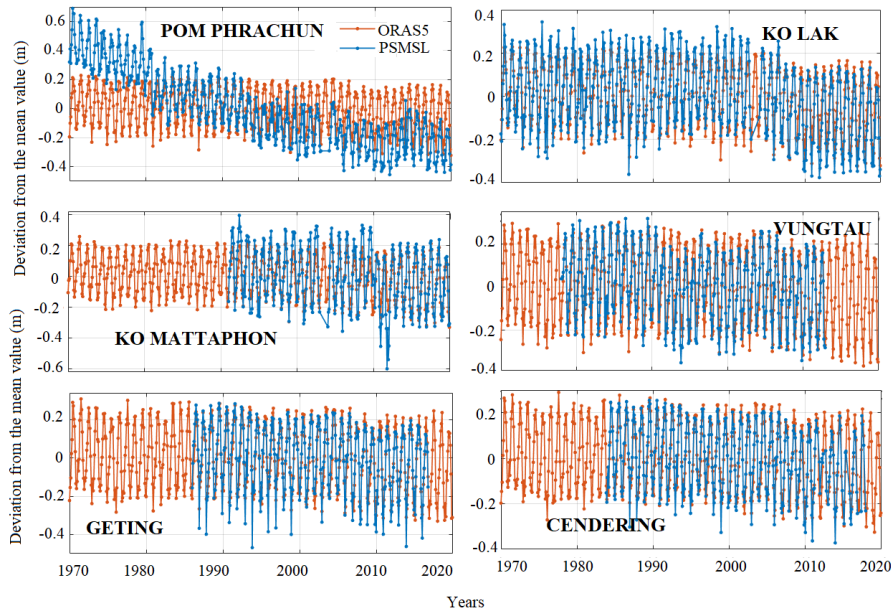 POM PHRACHUN
ORAS5
PSMSL
KO LAK
Deviation from the mean value (m)
0.6
0.4
0.2
0
-0.2
-0.4
0.4
0.2
0
-0.2
0.4
KO MATTAPHON
0.4
0.2
0
-0.2
-0.4
-0.6
VUNGTAU
0.2
0
-0.2
-0.4
Deviation from the mean value (m)
GETING
0.2
0
-0.2
-0.4
1970 1980 1990 2000 2010 2020
CENDERING
0.2
0
-0.2
-0.4
1970 1980 1990 2000 2010 2020
Years